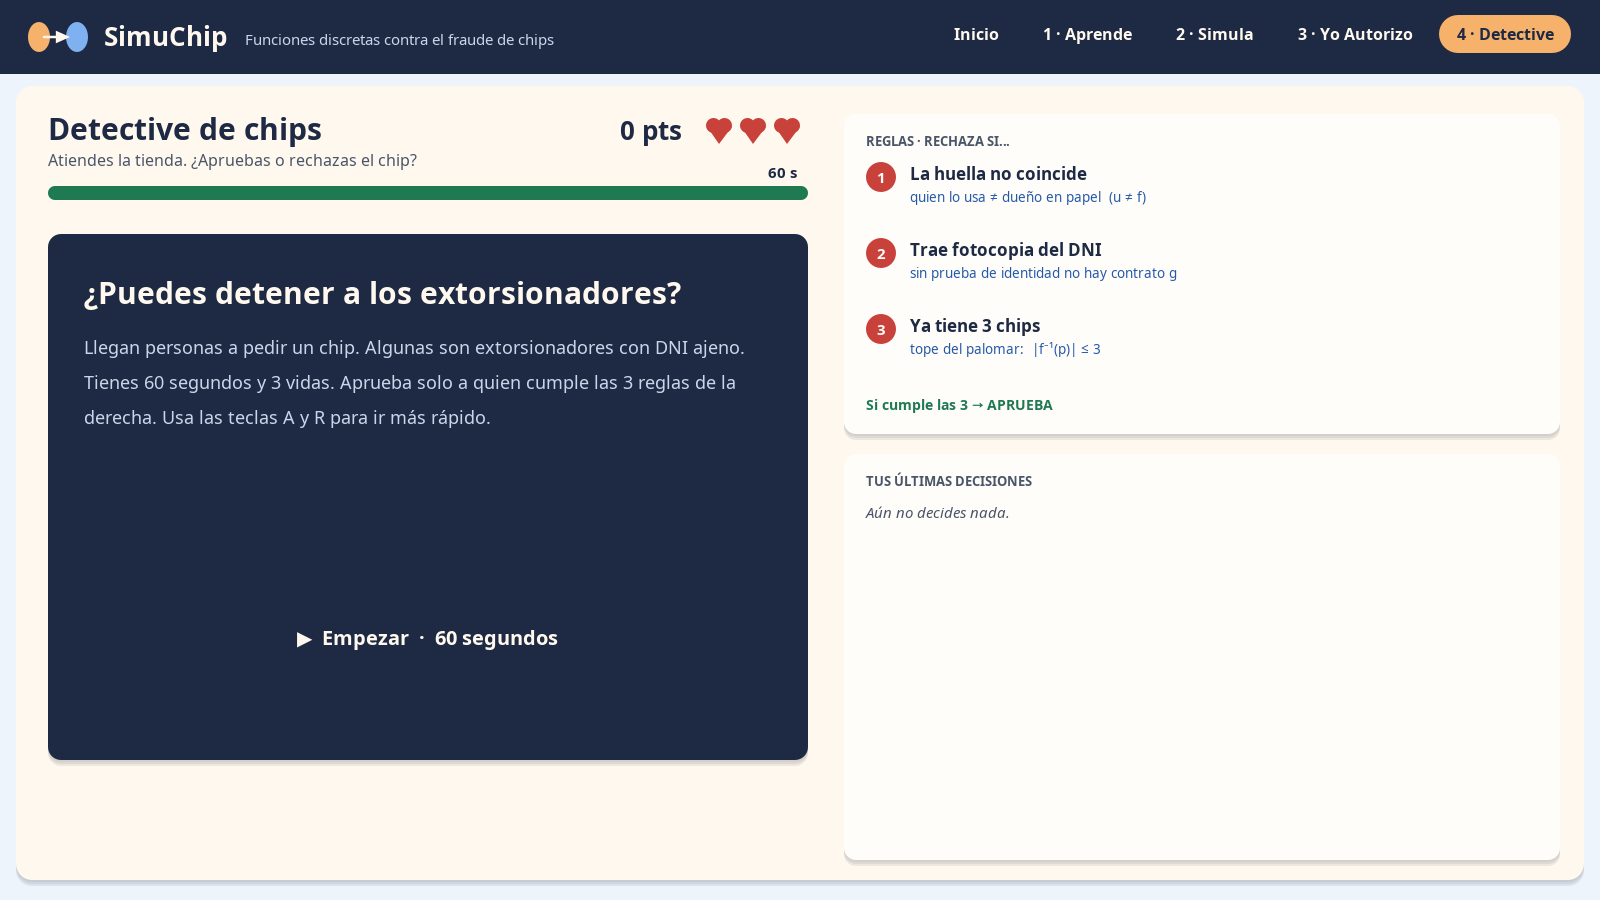 SimuChip
Funciones discretas contra el fraude de chips
Inicio
1 · Aprende
2 · Simula
3 · Yo Autorizo
4 · Detective
Detective de chips
0 pts
Atiendes la tienda. ¿Apruebas o rechazas el chip?
60 s
¿Puedes detener a los extorsionadores?
Llegan personas a pedir un chip. Algunas son extorsionadores con DNI ajeno.
Tienes 60 segundos y 3 vidas. Aprueba solo a quien cumple las 3 reglas de la
derecha. Usa las teclas A y R para ir más rápido.
▶ Empezar · 60 segundos
REGLAS · RECHAZA SI...
1
La huella no coincide
quien lo usa ≠ dueño en papel (u ≠ f)
2
Trae fotocopia del DNI
sin prueba de identidad no hay contrato g
3
Ya tiene 3 chips
tope del palomar: |f⁻¹(p)| ≤ 3
Si cumple las 3 → APRUEBA
TUS ÚLTIMAS DECISIONES
Aún no decides nada.